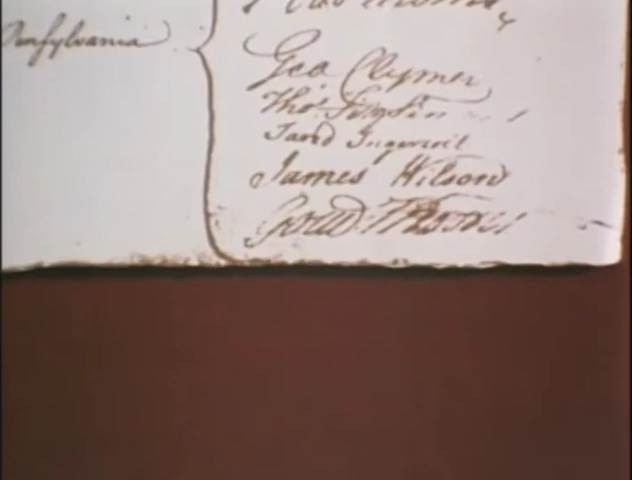 Pensylvania
Geo Clymer
Thos. FitzSimons
Jared Ingersoll
James Wilson
Gouv Morris